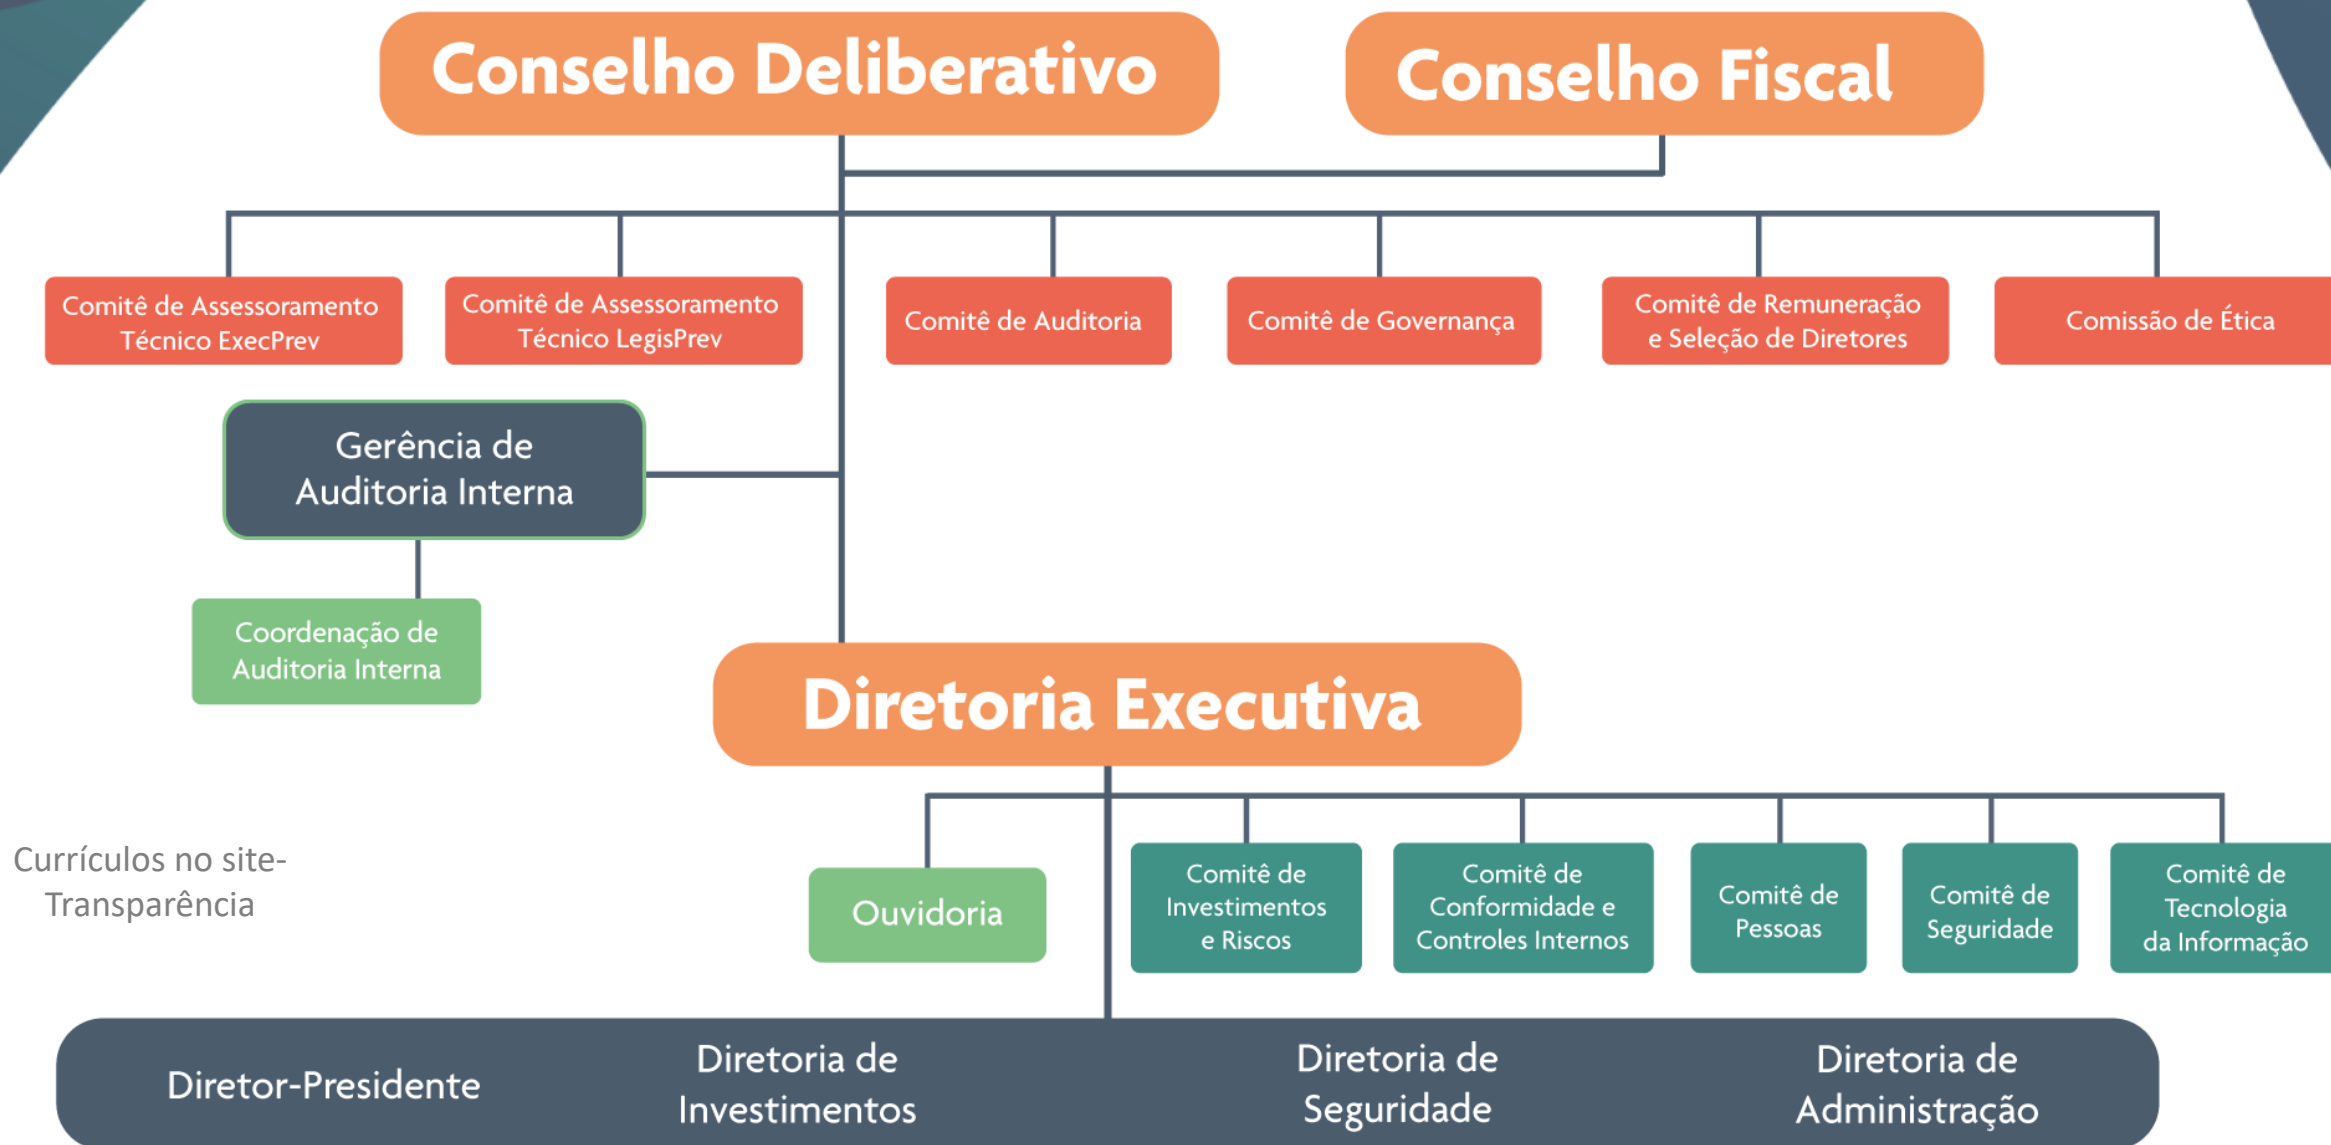 Conselho Deliberativo
Conselho Fiscal
Comitê de Assessoramento
Técnico ExecPrev
Comitê de Assessoramento
Técnico LegisPrev
Comitê de Auditoria
Comitê de Governança
Comitê de Remuneração
e Seleção de Diretores
Comissão de Ética
Gerência de
Auditoria Interna
Coordenação de
Auditoria Interna
Diretoria Executiva
Currículos no site-
Transparência
Ouvidoria
Comitê de
Investimentos
e Riscos
Comitê de
Conformidade e
Controles Internos
Comitê de
Pessoas
Comitê de
Seguridade
Comitê de
Tecnologia
da Informação
Diretor-Presidente
Diretoria de
Investimentos
Diretoria de
Seguridade
Diretoria de
Administração